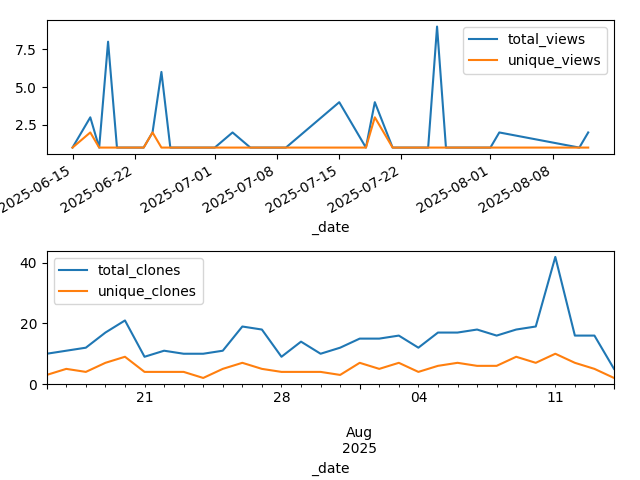 7.5
5.0
2.5
total_views
unique_views
2025-06-15
2025-06-22
2025-07-01
2025-07-08
2025-07-15
2025-07-22
2025-08-01
2025-08-08
_date
40
20
0
total_clones
unique_clones
21
28
04
11
Aug
2025
_date